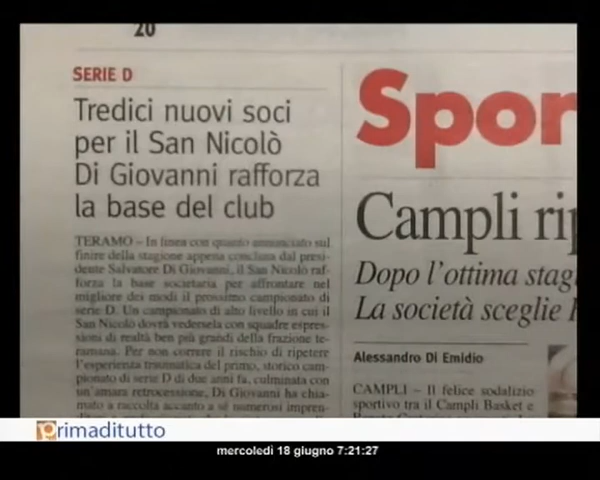 20
SERIE D
Tredici nuovi soci
per il San Nicolò
Di Giovanni rafforza
la base del club
TERAMO – In linea con quanto annunciato sul
finire della stagione appena conclusa dal presi-
dente Salvatore Di Giovanni, il San Nicolò raf-
forza la base societaria per affrontare nel
migliore dei modi il prossimo campionato di
serie D. Un campionato di alto livello in cui il
San Nicolò dovrà vedersela con squadre espres-
sioni di realtà ben più grandi della frazione te-
ramana. Per non correre il rischio di ripetere
l'esperienza traumatica del primo, storico cam-
pionato di serie D di due anni fa, culminata con
un'amara retrocessione, Di Giovanni ha chia-
mato a raccolta accanto a sé numerosi impren-
Spor
Campli rip
Dopo l'ottima stag
La società sceglie
Alessandro Di Emidio
CAMPLI – Il felice sodalizio
sportivo tra il Campli Basket e
primaditutto
mercoledì 18 giugno 7:21:27